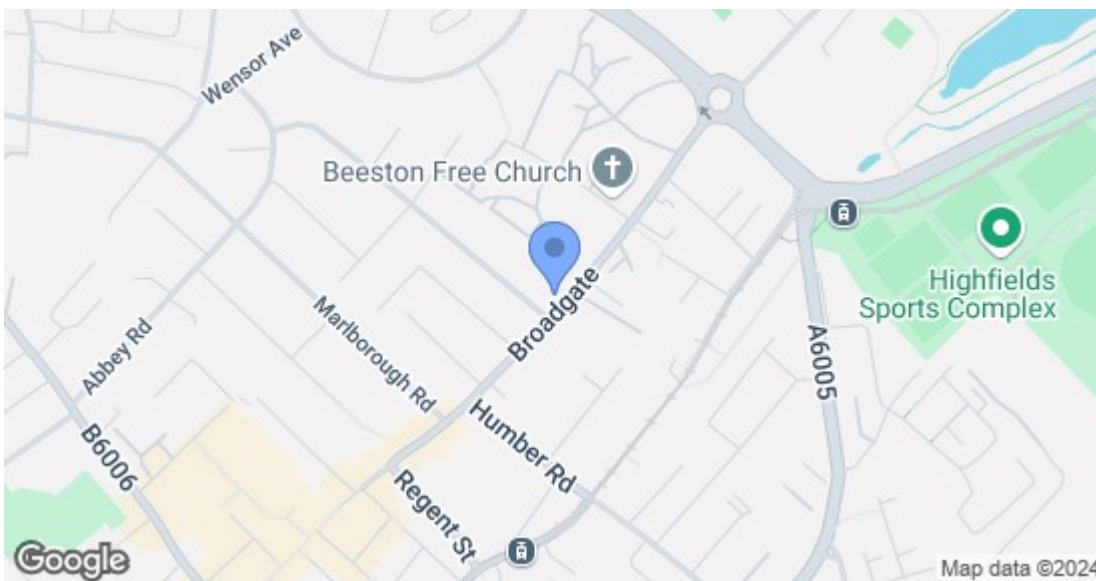 Wensor Ave
Beeston Free Church
Highfields
Sports Complex
Broadgate
Marlborough Rd
Abbey Rd
A6005
Humber Rd
B6006
Regent St
Google
Map data ©2024